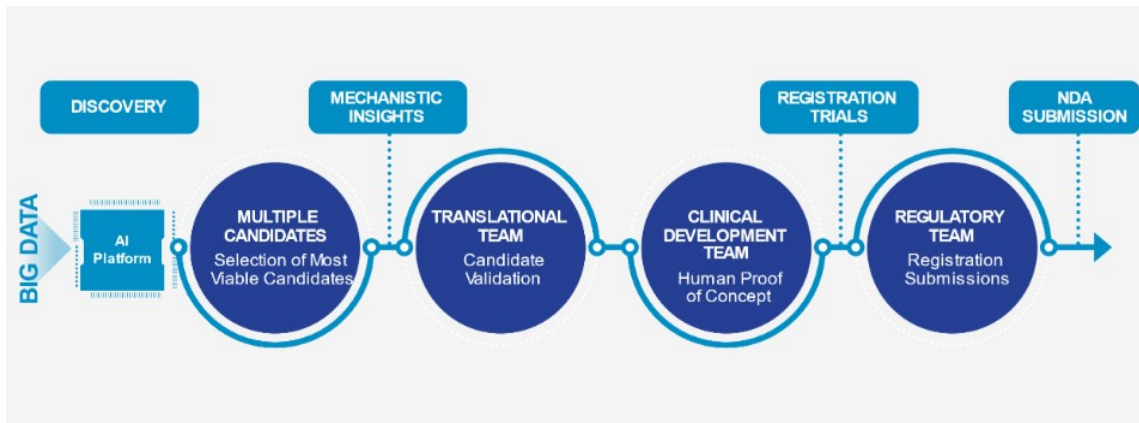 DISCOVERY
MECHANISTIC
INSIGHTS
REGISTRATION
TRIALS
NDA
SUBMISSION
BIG DATA
AI
Platform
MULTIPLE
CANDIDATES
Selection of Most
Viable Candidates
TRANSLATIONAL
TEAM
Candidate
Validation
CLINICAL
DEVELOPMENT
TEAM
Human Proof
of Concept
REGULATORY
TEAM
Registration
Submissions